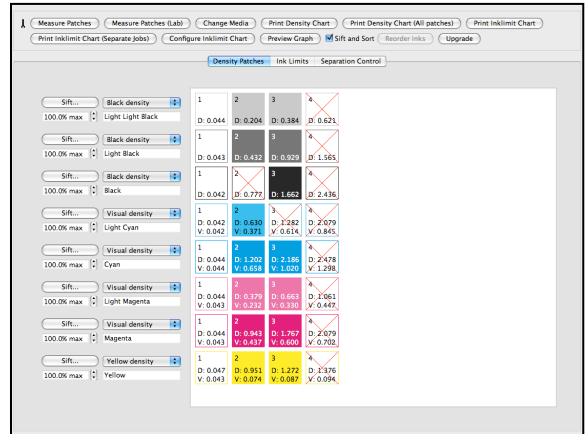 Measure Patches Measure Patches (Lab) Change Media Print Density Chart Print Density Chart (All patches) Print Inklimit Chart
Print Inklimit Chart (Separate Jobs) Configure Inklimit Chart Preview Graph Sift and Sort Reorder Inks Upgrade
Density Patches Ink Limits Separation Control
Sift... Black density 1 2 3 4
100.0% max Light Light Black D: 0.044 D: 0.204 D: 0.384 D: 0.621
Sift... Black density 1 2 3 4
100.0% max Light Black D: 0.043 D: 0.432 D: 0.929 D: 1.565
Sift... Black density 1 2 3 4
100.0% max Black D: 0.042 D: 0.777 D: 1.662 D: 2.436
Sift... Visual density 1 2 3 4
D: 0.042 D: 0.630 D: 1.282 D: 2.079
100.0% max Light Cyan V: 0.042 V: 0.371 V: 0.614 V: 0.845
Sift... Visual density 1 2 3 4
D: 0.044 D: 1.202 D: 2.186 D: 2.478
100.0% max Cyan V: 0.044 V: 0.658 V: 1.020 V: 1.298
Sift... Visual density 1 2 3 4
D: 0.044 D: 0.379 D: 0.663 D: 1.061
100.0% max Light Magenta V: 0.043 V: 0.232 V: 0.330 V: 0.447
Sift... Visual density 1 2 3 4
D: 0.044 D: 0.943 D: 1.767 D: 2.079
100.0% max Magenta V: 0.043 V: 0.437 V: 0.600 V: 0.702
Sift... Yellow density 1 2 3 4
D: 0.047 D: 0.951 D: 1.272 D: 1.376
100.0% max Yellow V: 0.043 V: 0.074 V: 0.087 V: 0.094